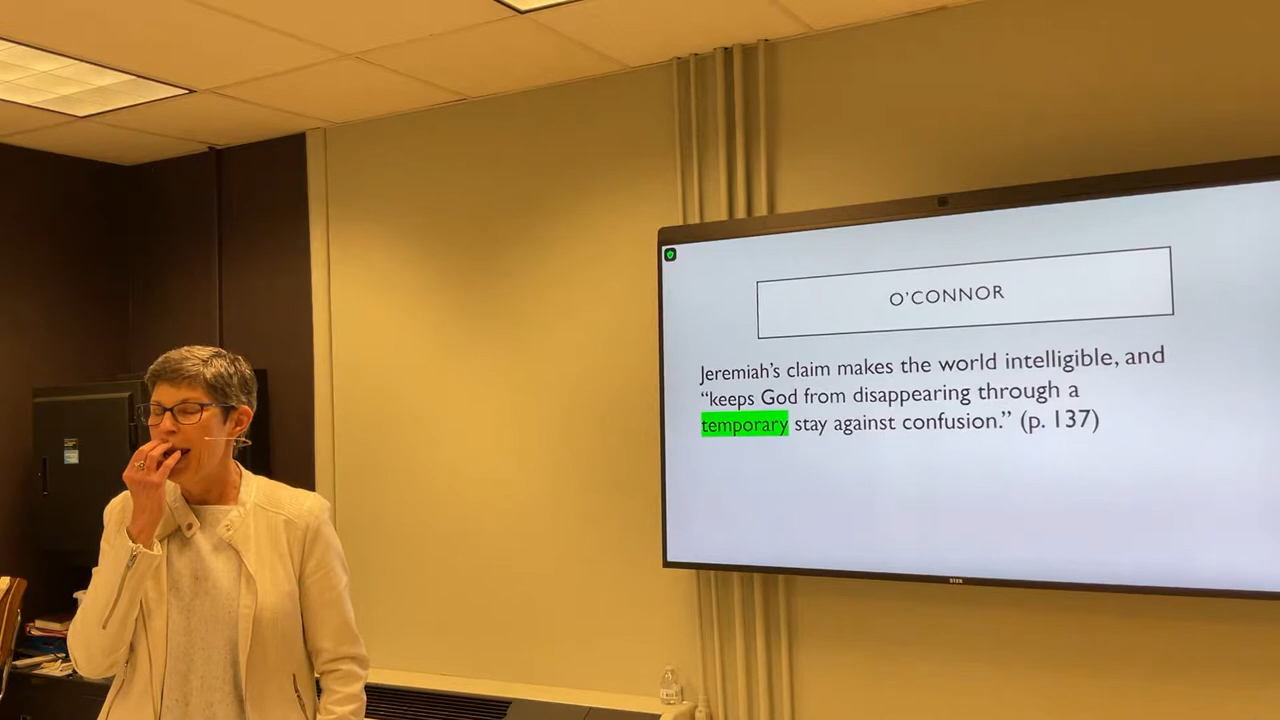 O'CONNOR
Jeremiah's claim makes the world intelligible, and
“keeps God from disappearing through a
temporary stay against confusion.” (p. 137)